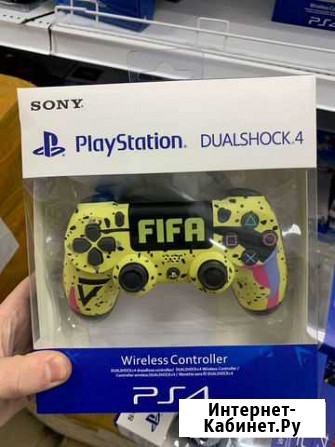 SONY
PlayStation. DUALSHOCK.4
FIFA
Wireless Controller
PS4
Интернет-
Кабинет.Ру